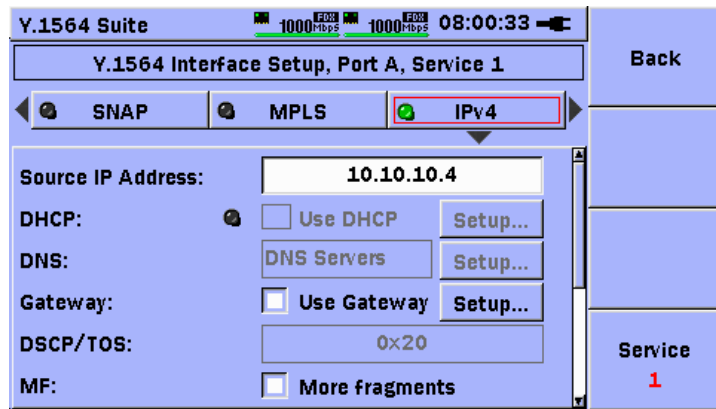 Y.1564 Suite 1000 FDX Mbps 1000 FDX Mbps 08:00:33
Back
Y.1564 Interface Setup, Port A, Service 1
SNAP MPLS IPv4
Source IP Address: 10.10.10.4
DHCP: Use DHCP Setup...
DNS: DNS Servers Setup...
Gateway: Use Gateway Setup...
DSCP/TOS: 0x20
Service
1
MF: More fragments